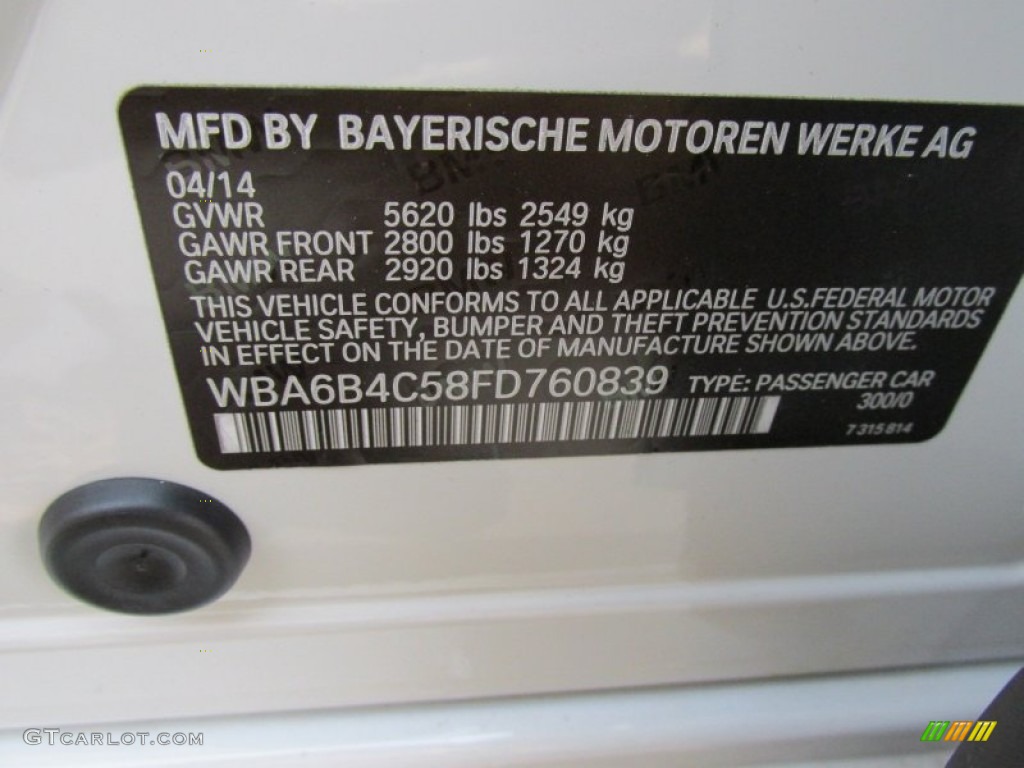 MFD BY BAYERISCHE MOTOREN WERKE AG
04/14
GVWR 5620 lbs 2549 kg
GAWR FRONT 2800 lbs 1270 kg
GAWR REAR 2920 lbs 1324 kg
THIS VEHICLE CONFORMS TO ALL APPLICABLE U.S.FEDERAL MOTOR
VEHICLE SAFETY, BUMPER AND THEFT PREVENTION STANDARDS
IN EFFECT ON THE DATE OF MANUFACTURE SHOWN ABOVE.
WBA6B4C58FD760839 TYPE: PASSENGER CAR
300/0
7 315 814
GTCARLOT.COM